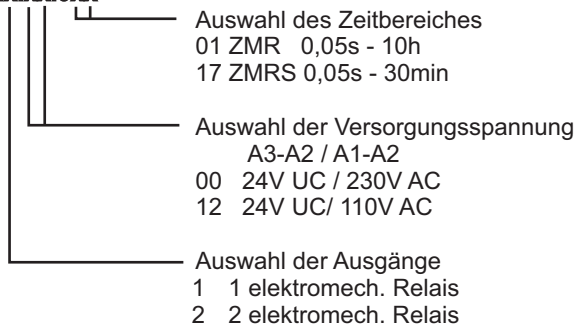 Auswahl des Zeitbereiches
01 ZMR 0,05s - 10h
17 ZMRS 0,05s - 30min
Auswahl der Versorgungsspannung
A3-A2 / A1-A2
00 24V UC / 230V AC
12 24V UC/ 110V AC
Auswahl der Ausgänge
1 1 elektromech. Relais
2 2 elektromech. Relais